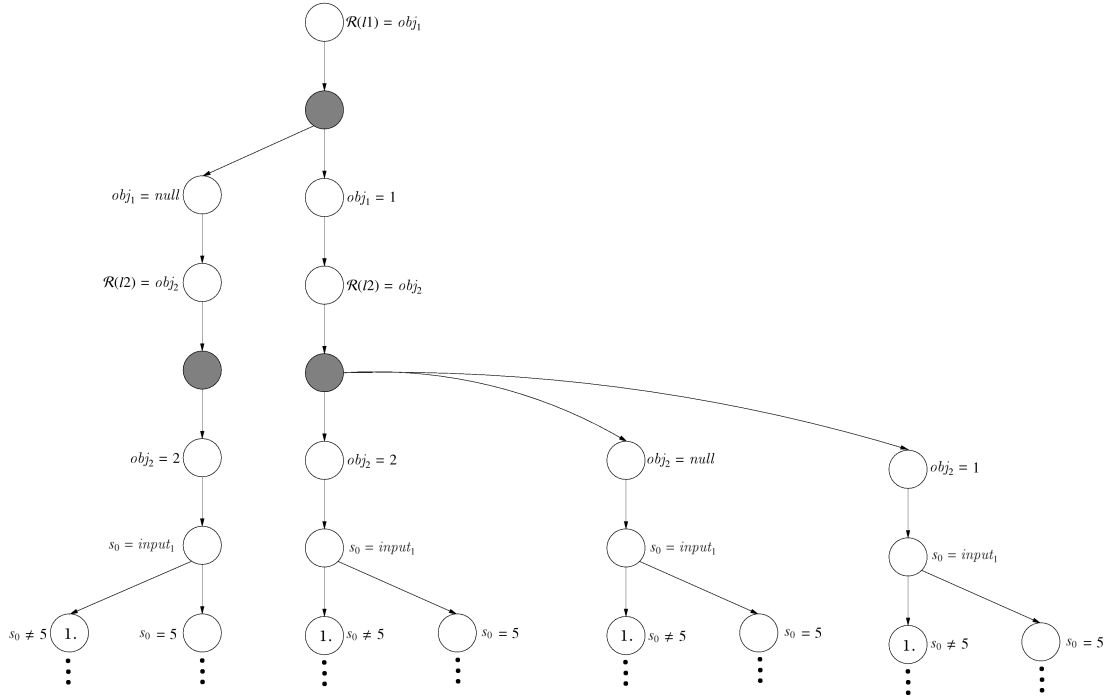 𝓡(l1) = obj₁
obj₁ = null
obj₁ = 1
𝓡(l2) = obj₂
𝓡(l2) = obj₂
obj₂ = 2
obj₂ = 2
obj₂ = null
obj₂ = 1
s₀ = input₁
s₀ = input₁
s₀ = input₁
s₀ = input₁
s₀ ≠ 5 1.
s₀ = 5
1. s₀ ≠ 5
s₀ = 5
1. s₀ ≠ 5
s₀ = 5
1. s₀ ≠ 5
s₀ = 5